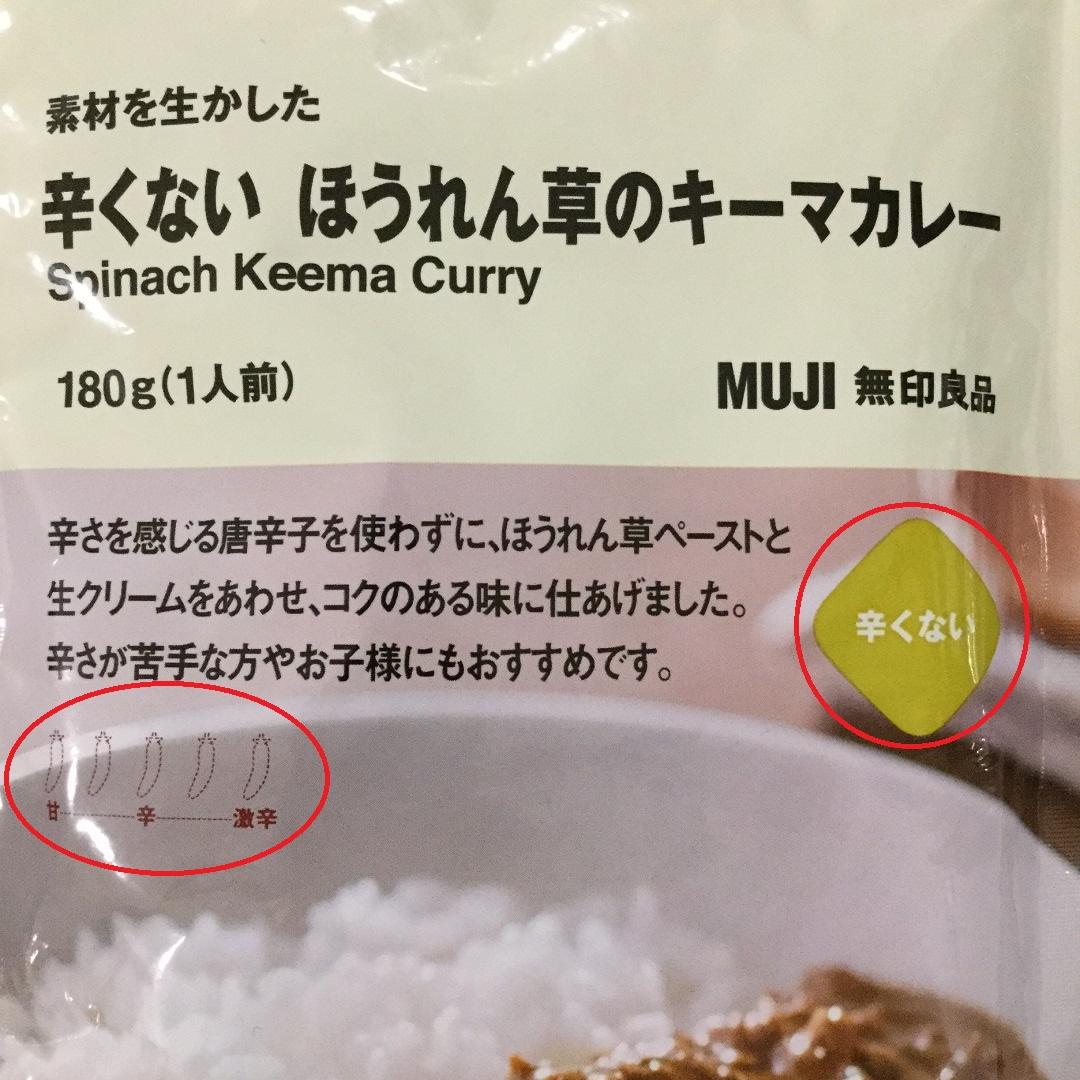 素材を生かした
辛くない ほうれん草のキーマカレー
Spinach Keema Curry
180g(1人前)
MUJI 無印良品
辛さを感じる唐辛子を使わずに、ほうれん草ペーストと
生クリームをあわせ、コクのある味に仕あげました。
辛さが苦手な方やお子様にもおすすめです。
辛くない
甘 辛 激辛